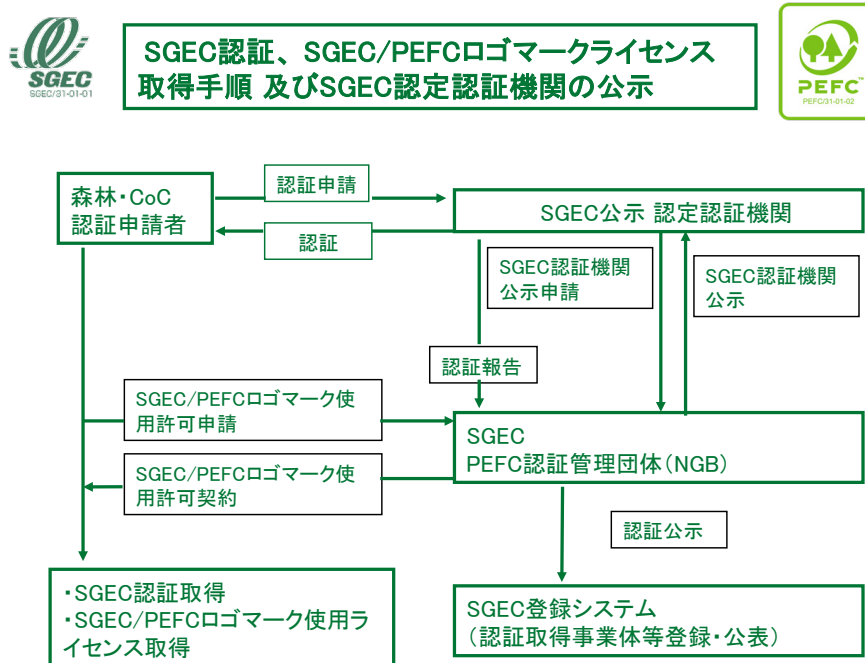 SGEC
SGEC/31-01-01
SGEC認証、SGEC/PEFCロゴマークライセンス
取得手順 及びSGEC認定認証機関の公示
PEFC™
PEFC/31-01-02
森林・CoC
認証申請者
認証申請
認証
SGEC公示 認定認証機関
SGEC認証機関
公示申請
SGEC認証機関
公示
認証報告
SGEC/PEFCロゴマーク使
用許可申請
SGEC/PEFCロゴマーク使
用許可契約
SGEC
PEFC認証管理団体(NGB)
認証公示
・SGEC認証取得
・SGEC/PEFCロゴマーク使用ラ
イセンス取得
SGEC登録システム
(認証取得事業体等登録・公表)